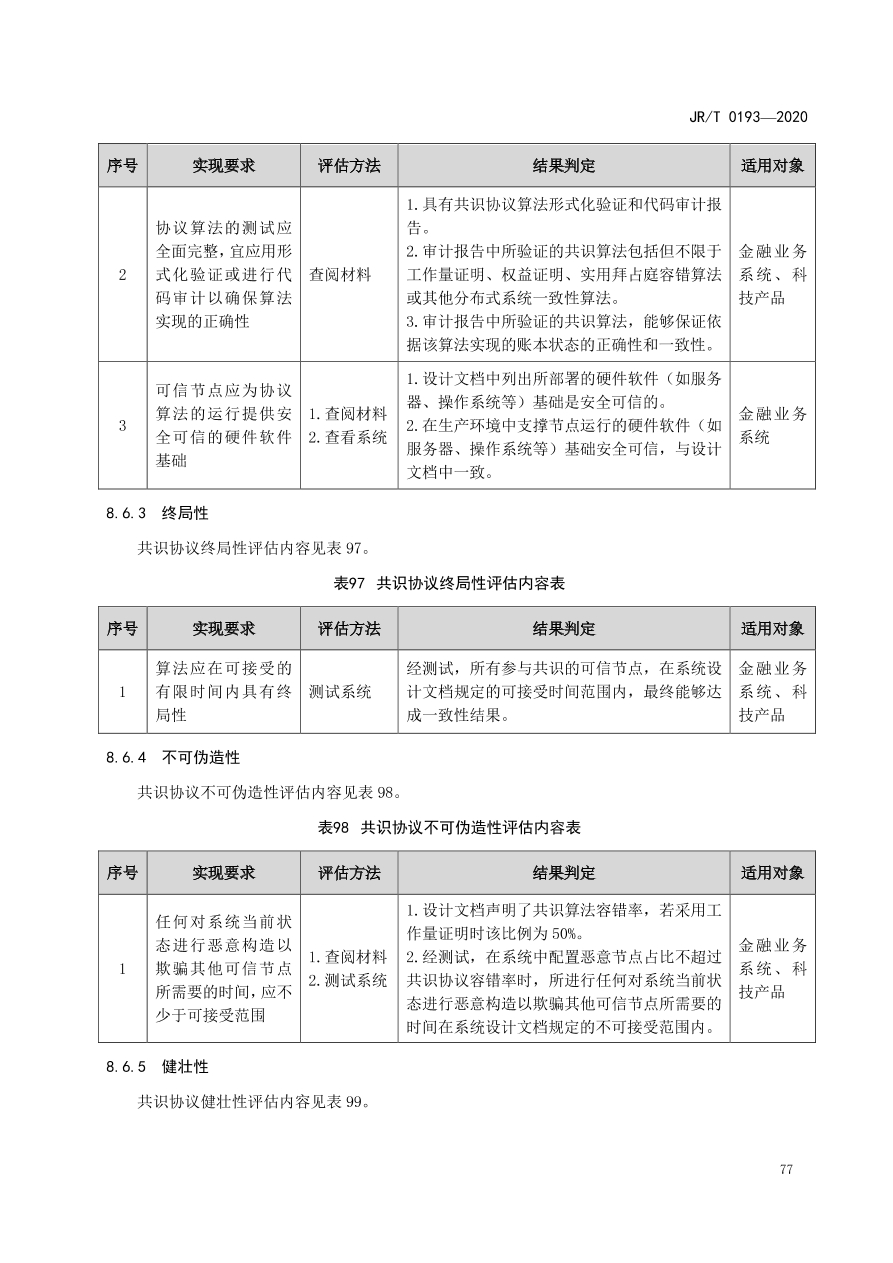 JR/T 0193—2020
序号 实现要求 评估方法 结果判定 适用对象
2
协议算法的测试应
全面完整，宜应用形
式化验证或进行代
码审计以确保算法
实现的正确性
查阅材料
1.具有共识协议算法形式化验证和代码审计报
告。
2.审计报告中所验证的共识算法包括但不限于
工作量证明、权益证明、实用拜占庭容错算法
或其他分布式系统一致性算法。
3.审计报告中所验证的共识算法，能够保证依
据该算法实现的账本状态的正确性和一致性。
金融业务
系统、科
技产品
3
可信节点应为协议
算法的运行提供安
全可信的硬件软件
基础
1.查阅材料
2.查看系统
1.设计文档中列出所部署的硬件软件（如服务
器、操作系统等）基础是安全可信的。
2.在生产环境中支撑节点运行的硬件软件（如
服务器、操作系统等）基础安全可信，与设计
文档中一致。
金融业务
系统
8.6.3 终局性
共识协议终局性评估内容见表 97。
表97 共识协议终局性评估内容表
序号 实现要求 评估方法 结果判定 适用对象
1
算法应在可接受的
有限时间内具有终
局性
测试系统
经测试，所有参与共识的可信节点，在系统设
计文档规定的可接受时间范围内，最终能够达
成一致性结果。
金融业务
系统、科
技产品
8.6.4 不可伪造性
共识协议不可伪造性评估内容见表 98。
表98 共识协议不可伪造性评估内容表
序号 实现要求 评估方法 结果判定 适用对象
1
任何对系统当前状
态进行恶意构造以
欺骗其他可信节点
所需要的时间，应不
少于可接受范围
1.查阅材料
2.测试系统
1.设计文档声明了共识算法容错率，若采用工
作量证明时该比例为 50%。
2.经测试，在系统中配置恶意节点占比不超过
共识协议容错率时，所进行任何对系统当前状
态进行恶意构造以欺骗其他可信节点所需要的
时间在系统设计文档规定的不可接受范围内。
金融业务
系统、科
技产品
8.6.5 健壮性
共识协议健壮性评估内容见表 99。
77